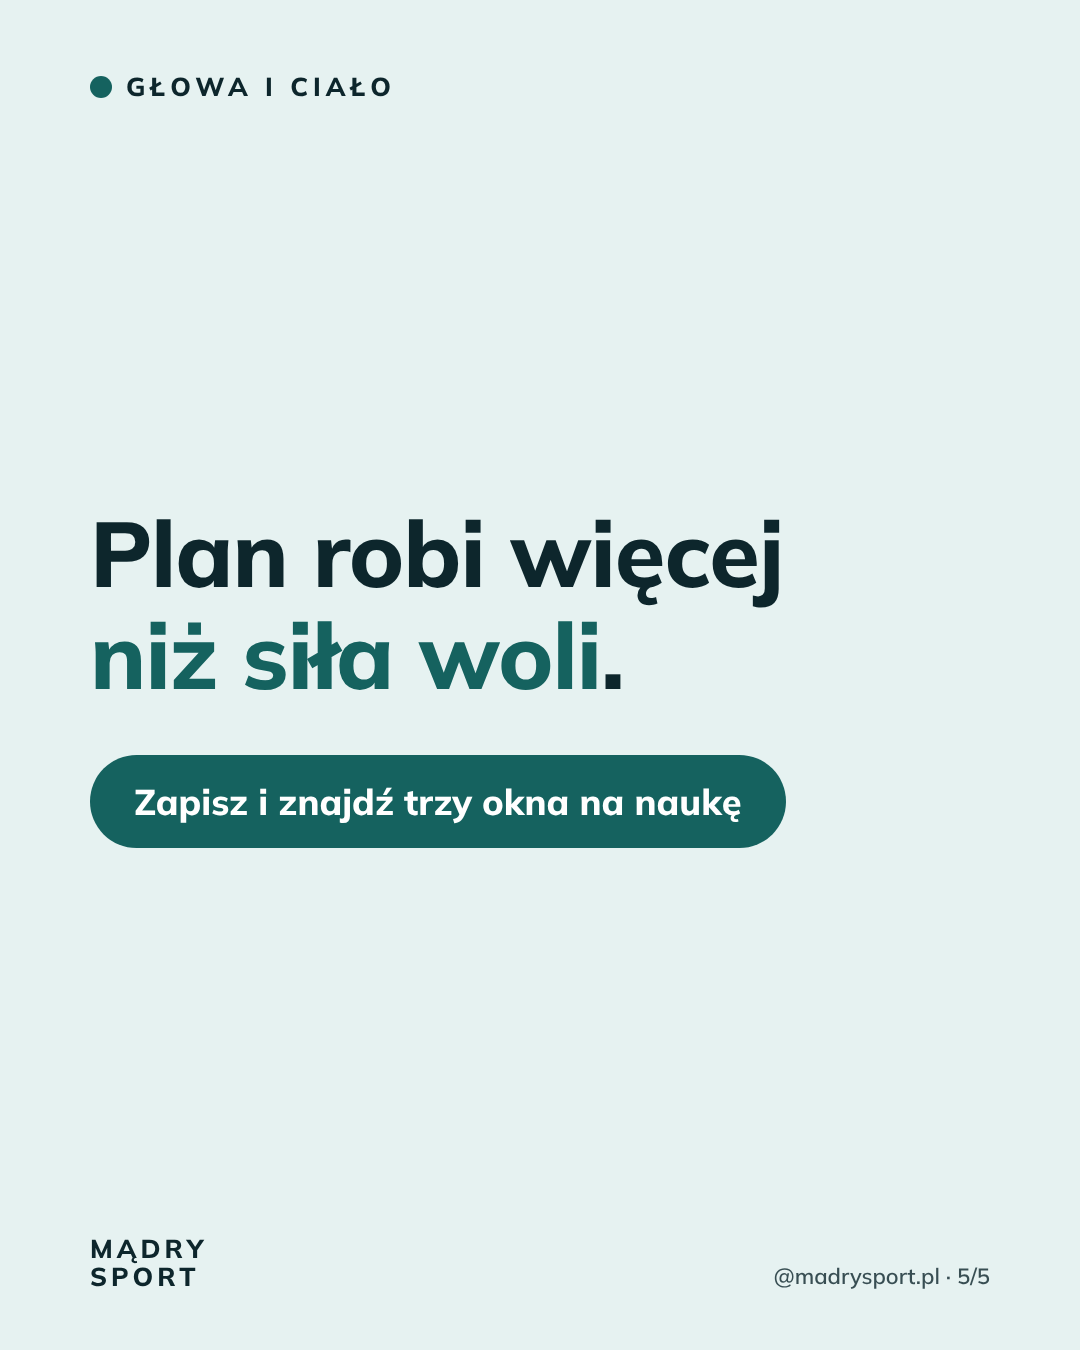 GŁOWA I CIAŁO
Plan robi więcej
niż siła woli.
Zapisz i znajdź trzy okna na naukę
MĄDRY
SPORT
@madrysport.pl · 5/5